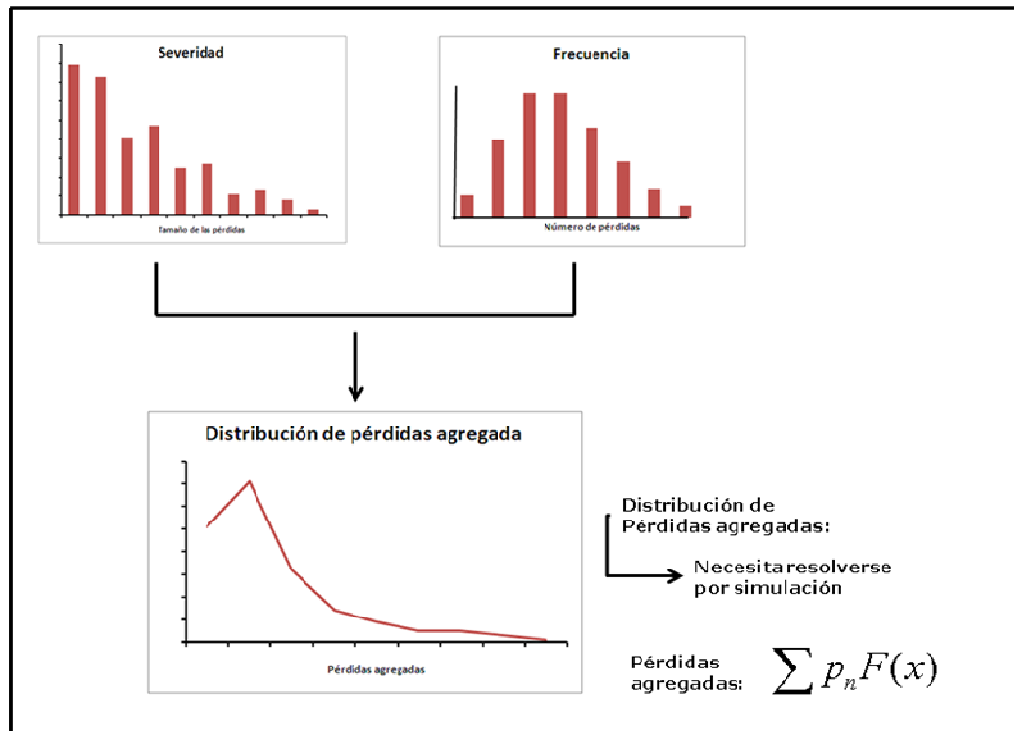 Severidad
Tamaño de las pérdidas
Frecuencia
Número de pérdidas
Distribución de pérdidas agregada
Pérdidas agregadas
Distribución de
Pérdidas agregadas:
Necesita resolverse
por simulación
Pérdidas
agregadas:
∑ pₙF(x)